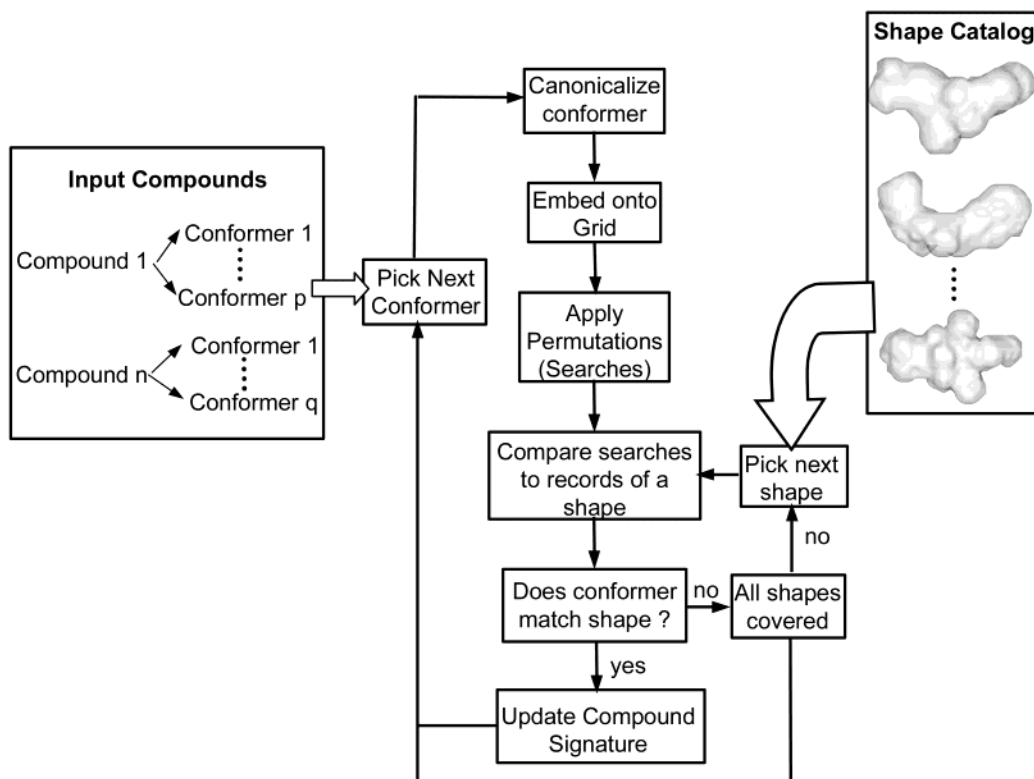 Shape Catalog
Canonicalize
conformer
Input Compounds
Compound 1
Conformer 1
Conformer p
Compound n
Conformer 1
Conformer q
Pick Next
Conformer
Embed onto
Grid
Apply
Permutations
(Searches)
Compare searches
to records of a
shape
Pick next
shape
no
Does conformer
match shape ?
no
All shapes
covered
yes
Update Compound
Signature